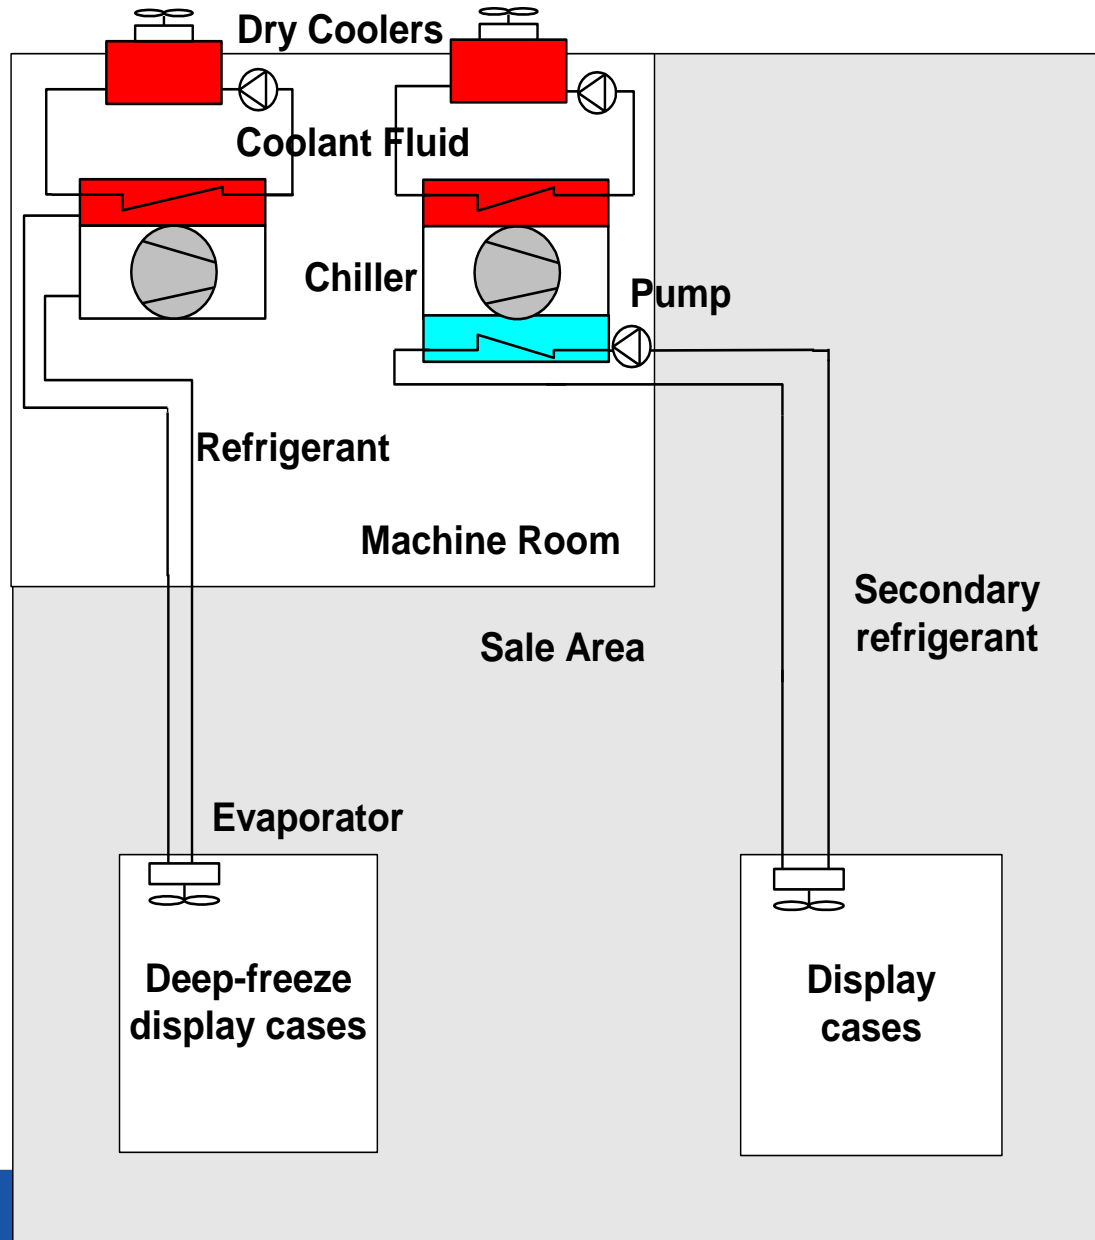 Dry Coolers
Coolant Fluid
Chiller
Pump
Refrigerant
Machine Room
Secondary
refrigerant
Sale Area
Evaporator
Deep-freeze
display cases
Display
cases